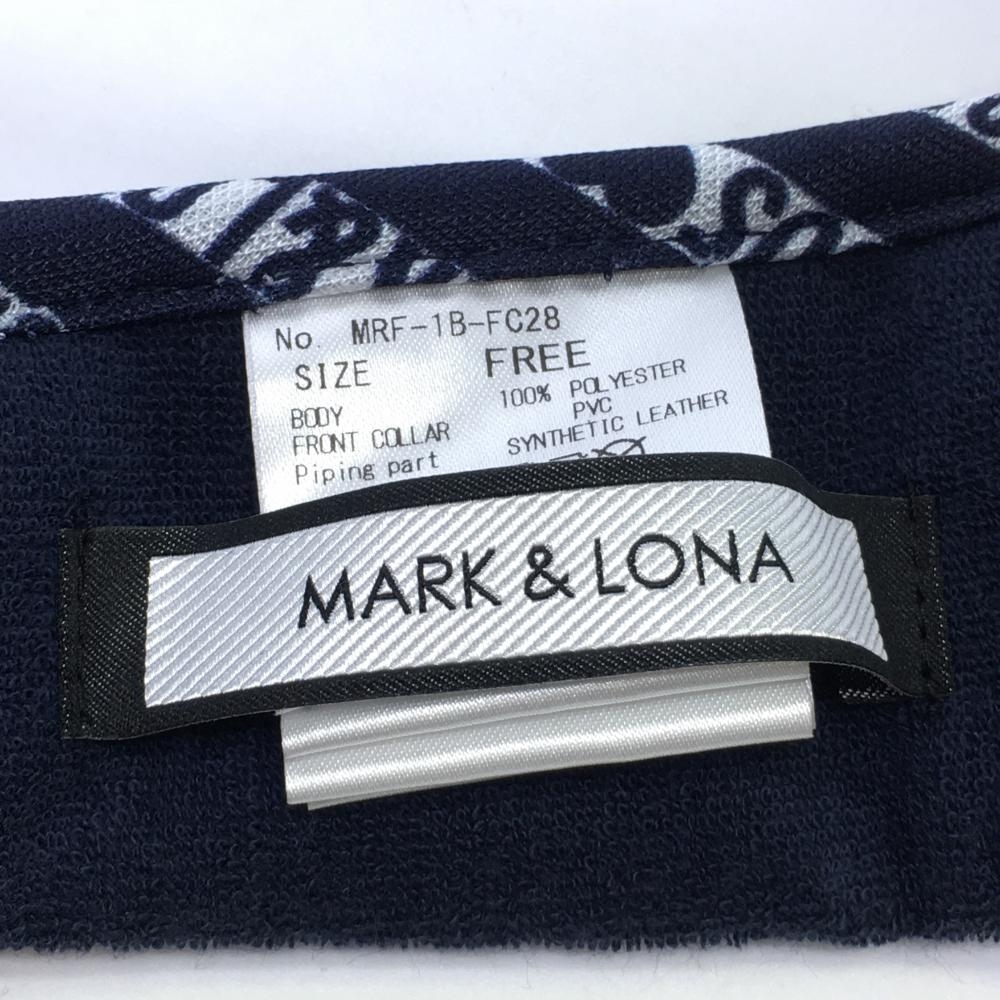 No. MRF-1B-FC28
SIZE FREE
BODY 100% POLYESTER
FRONT COLLAR PVC
Piping part SYNTHETIC LEATHER
MARK & LONA